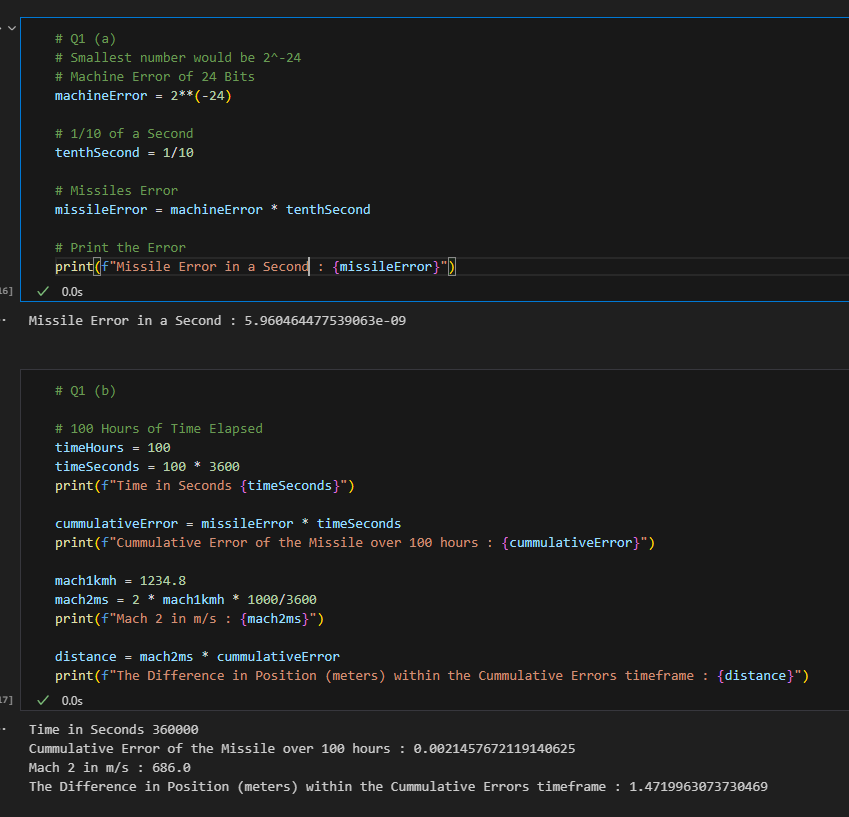 # Q1 (a)
# Smallest number would be 2^-24
# Machine Error of 24 Bits
machineError = 2**(-24)
# 1/10 of a Second
tenthSecond = 1/10
# Missiles Error
missileError = machineError * tenthSecond
# Print the Error
print(f"Missile Error in a Second : {missileError}")
16]
0.0s
Missile Error in a Second : 5.960464477539063e-09
# Q1 (b)
# 100 Hours of Time Elapsed
timeHours = 100
timeSeconds = 100 * 3600
print(f"Time in Seconds {timeSeconds}")
cummulativeError = missileError * timeSeconds
print(f"Cummulative Error of the Missile over 100 hours : {cummulativeError}")
mach1kmh = 1234.8
mach2ms = 2 * mach1kmh * 1000/3600
print(f"Mach 2 in m/s : {mach2ms}")
distance = mach2ms * cummulativeError
print(f"The Difference in Position (meters) within the Cummulative Errors timeframe : {distance}")
17]
0.0s
Time in Seconds 360000
Cummulative Error of the Missile over 100 hours : 0.0021457672119140625
Mach 2 in m/s : 686.0
The Difference in Position (meters) within the Cummulative Errors timeframe : 1.4719963073730469